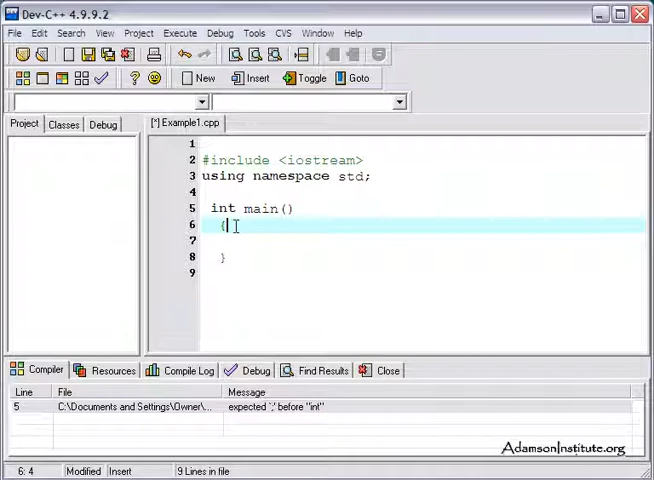 Dev-C++ 4.9.9.2
File Edit Search View Project Execute Debug Tools CVS Window Help
New Insert Toggle Goto
Project Classes Debug [*] Example1.cpp
1
2 #include <iostream>
3 using namespace std;
4
5 int main()
6 {
7
8 }
9
Compiler Resources Compile Log Debug Find Results Close
Line File Message
5 C:\Documents and Settings\Owner\... expected `;' before "int"
AdamsonInstitute.org
6: 4 Modified Insert 9 Lines in file